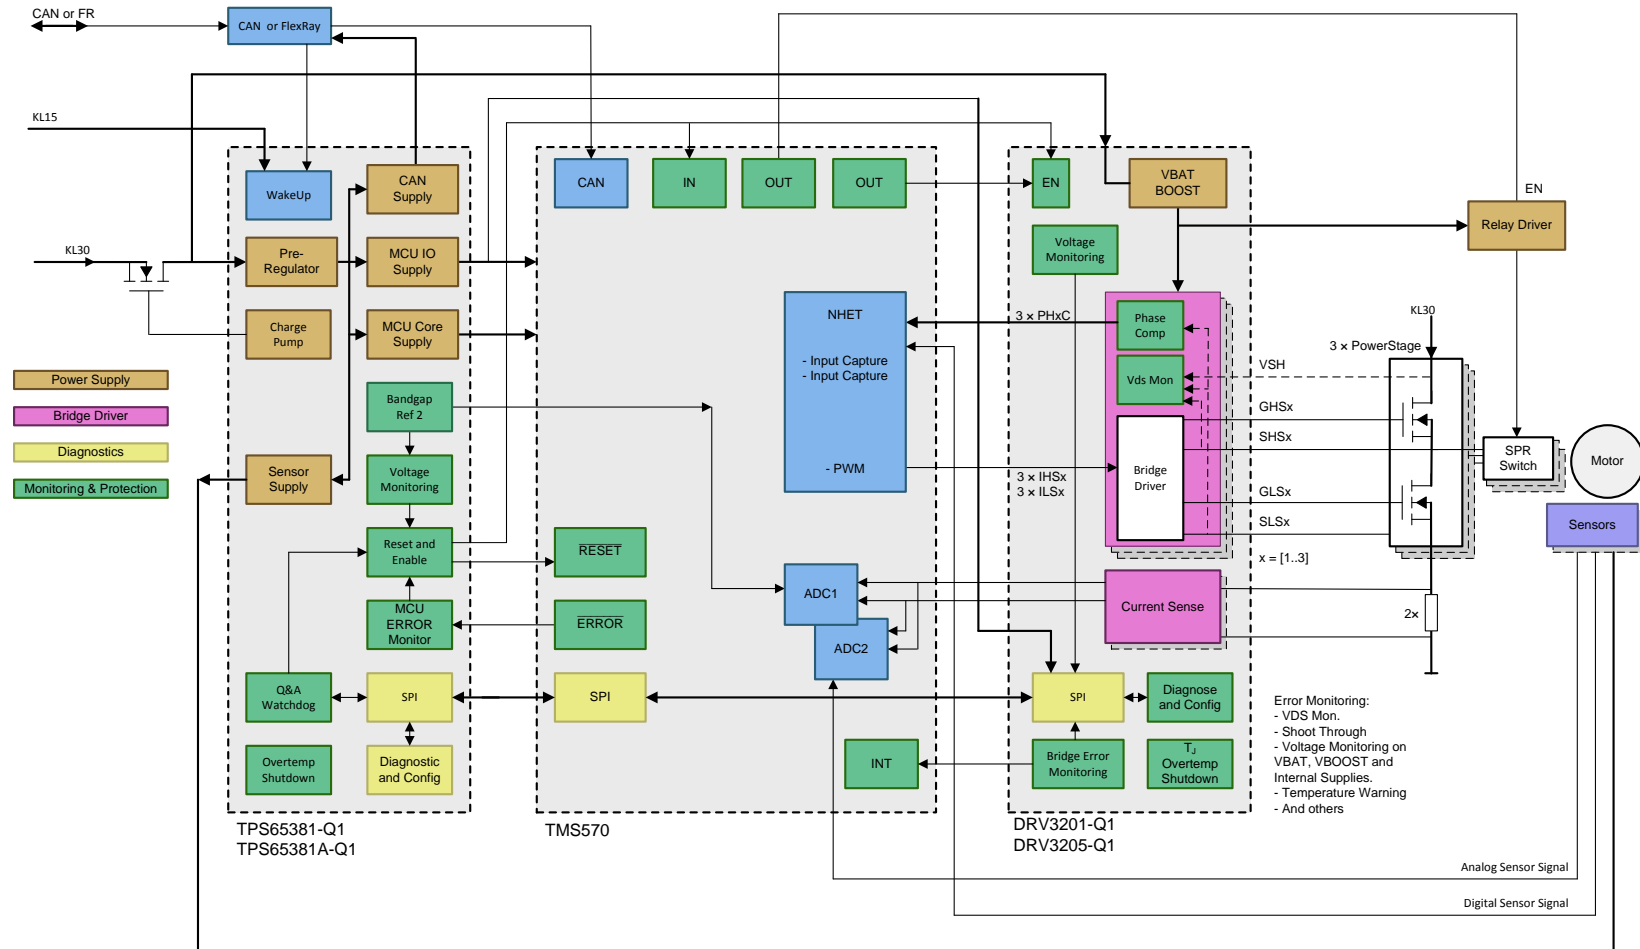 CAN or FR
CAN or FlexRay
KL15
WakeUp
CAN
Supply
KL30
Pre-
Regulator
MCU IO
Supply
Charge
Pump
MCU Core
Supply
Power Supply
Bridge Driver
Diagnostics
Monitoring & Protection
Bandgap
Ref 2
Sensor
Supply
Voltage
Monitoring
Reset and
Enable
MCU
ERROR
Monitor
Q&A
Watchdog
SPI
Overtemp
Shutdown
Diagnostic
and Config
TPS65381-Q1
TPS65381A-Q1
CAN
IN
OUT
OUT
NHET
- Input Capture
- Input Capture
- PWM
RESET
ERROR
ADC1
ADC2
SPI
INT
TMS570
EN
VBAT
BOOST
Voltage
Monitoring
3 × PHxC
Phase
Comp
Vds Mon
3 × IHSx
3 × ILSx
Bridge
Driver
Current Sense
SPI
Diagnose
and Config
Bridge Error
Monitoring
TJ
Overtemp
Shutdown
DRV3201-Q1
DRV3205-Q1
EN
Relay Driver
KL30
3 × PowerStage
VSH
GHSx
SHSx
GLSx
SLSx
x = [1..3]
2×
SPR
Switch
Motor
Sensors
Error Monitoring:
- VDS Mon.
- Shoot Through
- Voltage Monitoring on
VBAT, VBOOST and
Internal Supplies.
- Temperature Warning
- And others
Analog Sensor Signal
Digital Sensor Signal